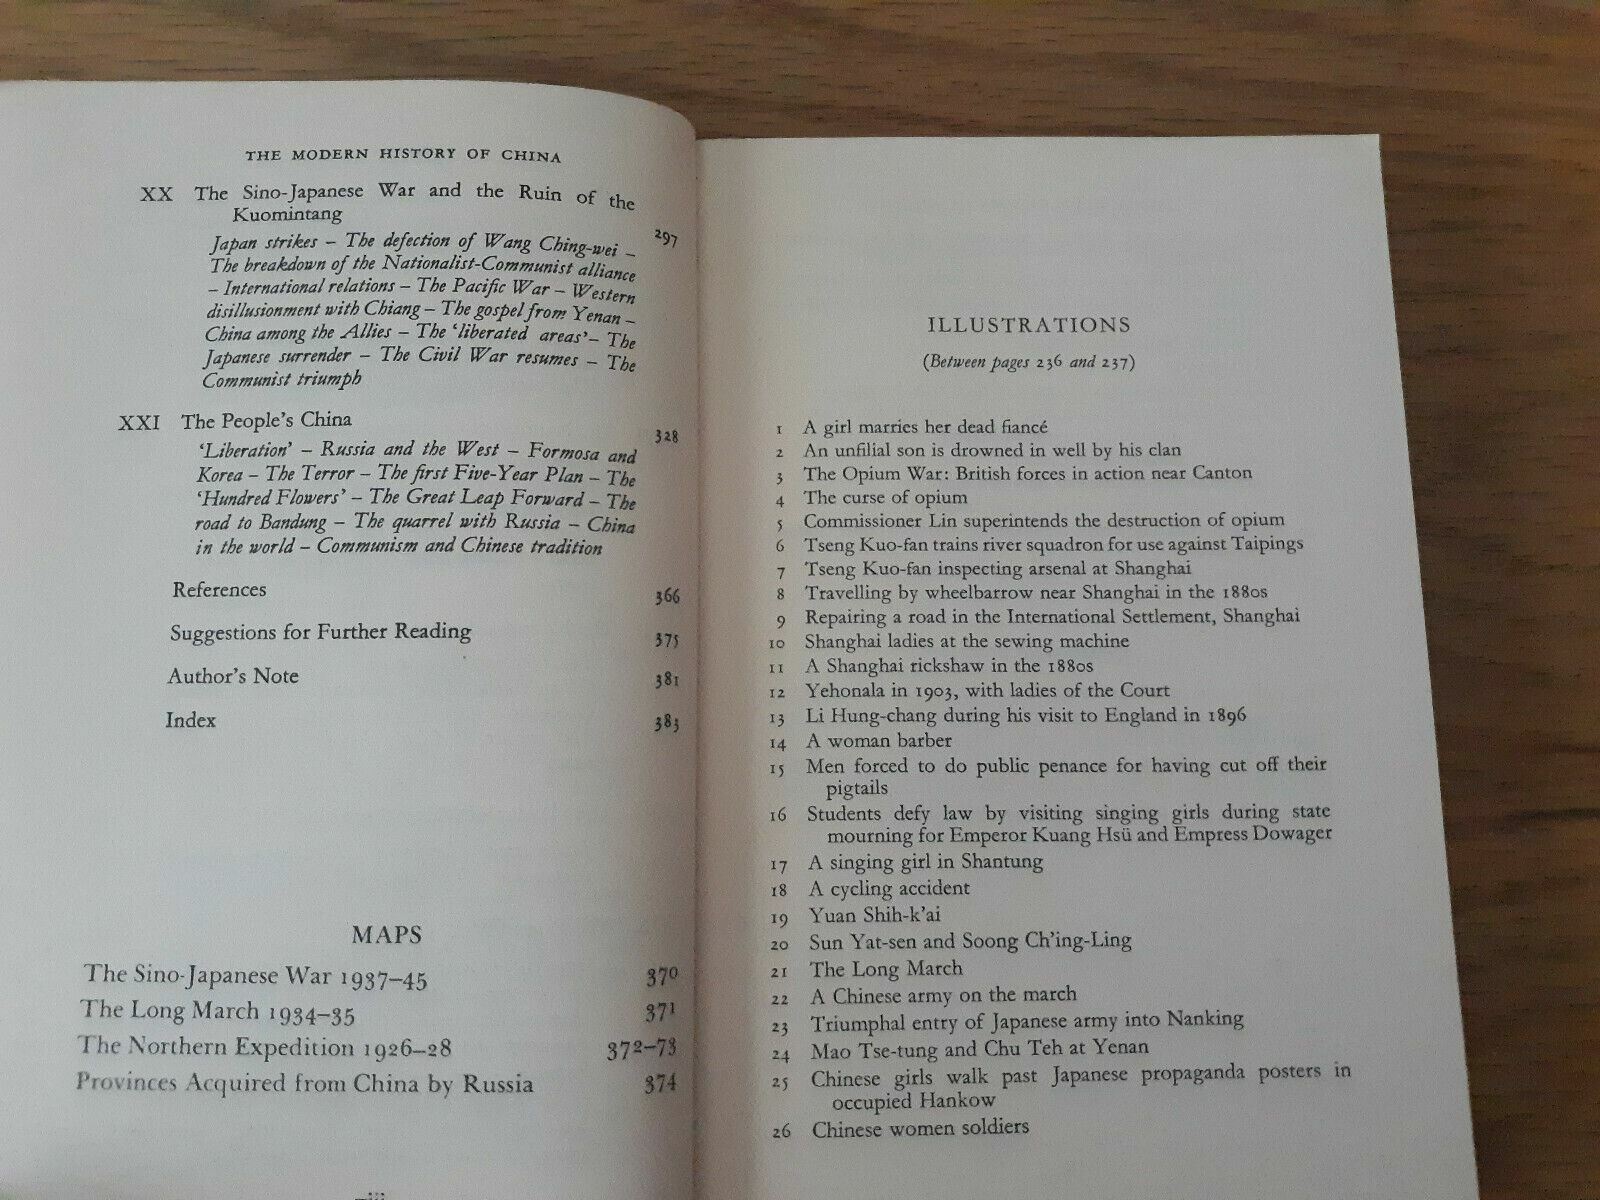 THE MODERN HISTORY OF CHINA
XX The Sino-Japanese War and the Ruin of the
Kuomintang 297
Japan strikes – The defection of Wang Ching-wei –
The breakdown of the Nationalist-Communist alliance
– International relations – The Pacific War – Western
disillusionment with Chiang – The gospel from Yenan –
China among the Allies – The ‘liberated areas’ – The
Japanese surrender – The Civil War resumes – The
Communist triumph
XXI The People's China 328
‘Liberation’ – Russia and the West – Formosa and
Korea – The Terror – The first Five-Year Plan – The
‘Hundred Flowers’ – The Great Leap Forward – The
road to Bandung – The quarrel with Russia – China
in the world – Communism and Chinese tradition
References 366
Suggestions for Further Reading 375
Author's Note 381
Index 383
MAPS
The Sino-Japanese War 1937–45 370
The Long March 1934–35 371
The Northern Expedition 1926–28 372–73
Provinces Acquired from China by Russia 374
ILLUSTRATIONS
(Between pages 236 and 237)
1 A girl marries her dead fiancé
2 An unfilial son is drowned in well by his clan
3 The Opium War: British forces in action near Canton
4 The curse of opium
5 Commissioner Lin superintends the destruction of opium
6 Tseng Kuo-fan trains river squadron for use against Taipings
7 Tseng Kuo-fan inspecting arsenal at Shanghai
8 Travelling by wheelbarrow near Shanghai in the 1880s
9 Repairing a road in the International Settlement, Shanghai
10 Shanghai ladies at the sewing machine
11 A Shanghai rickshaw in the 1880s
12 Yehonala in 1903, with ladies of the Court
13 Li Hung-chang during his visit to England in 1896
14 A woman barber
15 Men forced to do public penance for having cut off their
pigtails
16 Students defy law by visiting singing girls during state
mourning for Emperor Kuang Hsü and Empress Dowager
17 A singing girl in Shantung
18 A cycling accident
19 Yuan Shih-k'ai
20 Sun Yat-sen and Soong Ch'ing-Ling
21 The Long March
22 A Chinese army on the march
23 Triumphal entry of Japanese army into Nanking
24 Mao Tse-tung and Chu Teh at Yenan
25 Chinese girls walk past Japanese propaganda posters in
occupied Hankow
26 Chinese women soldiers